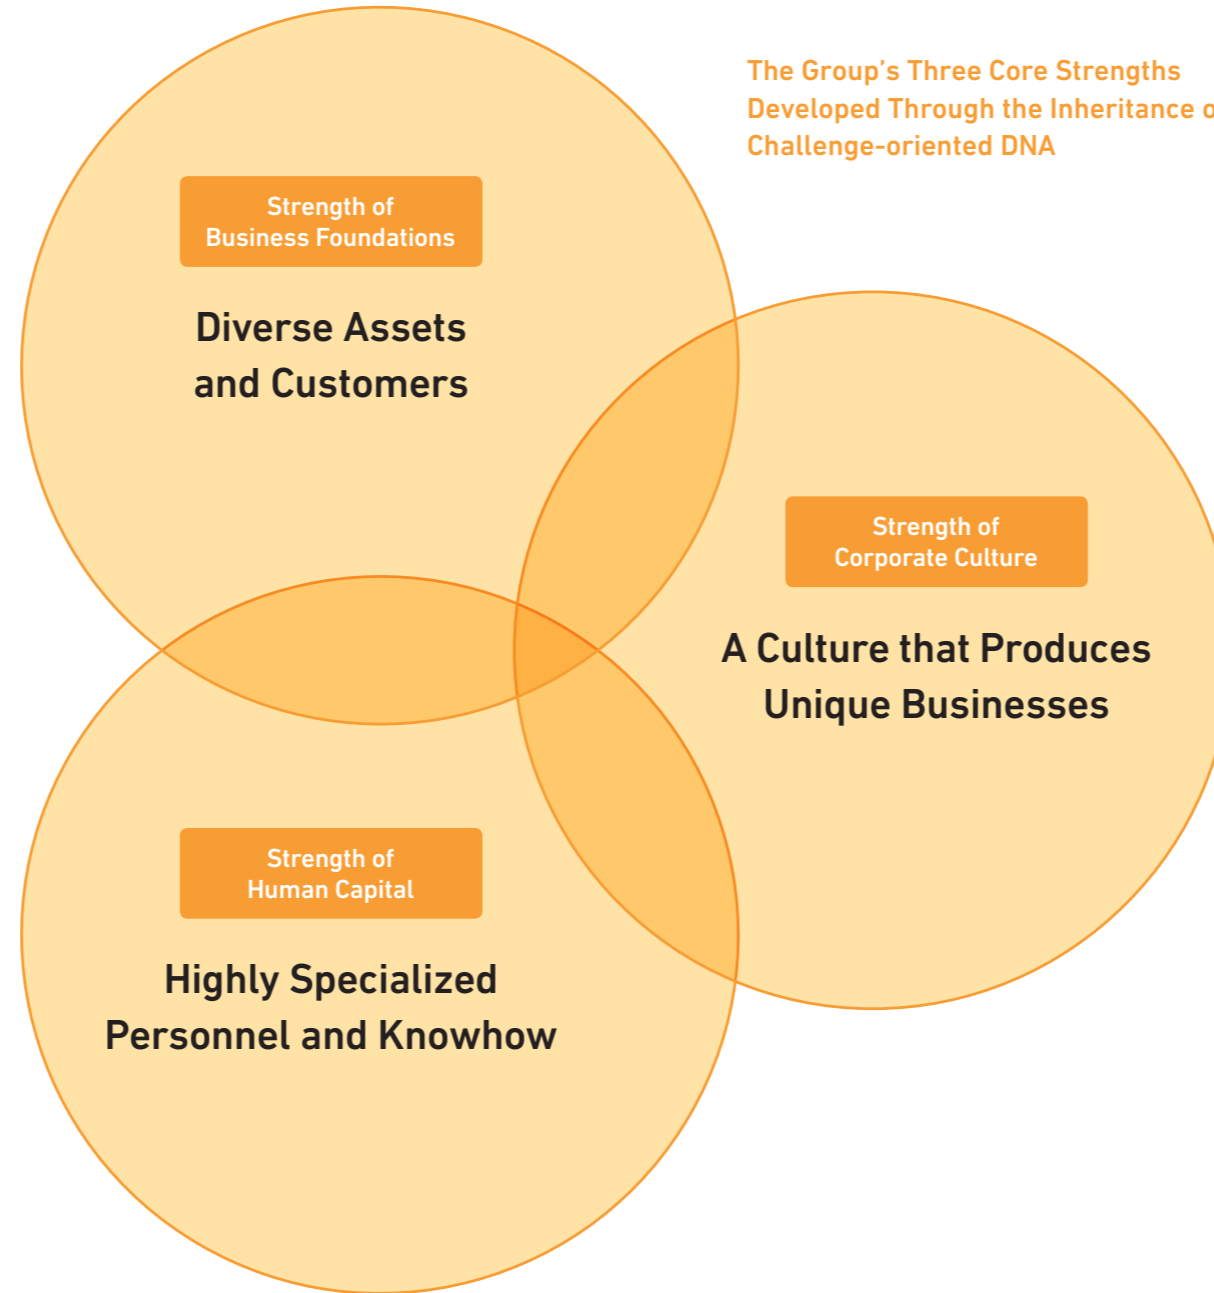 The Group's Three Core Strengths
Developed Through the Inheritance
Challenge-oriented DNA
Strength of
Business Foundations
Diverse Assets
and Customers
Strength of
Corporate Culture
A Culture that Produces
Unique Businesses
Strength of
Human Capital
Highly Specialized
Personnel and Knowhow